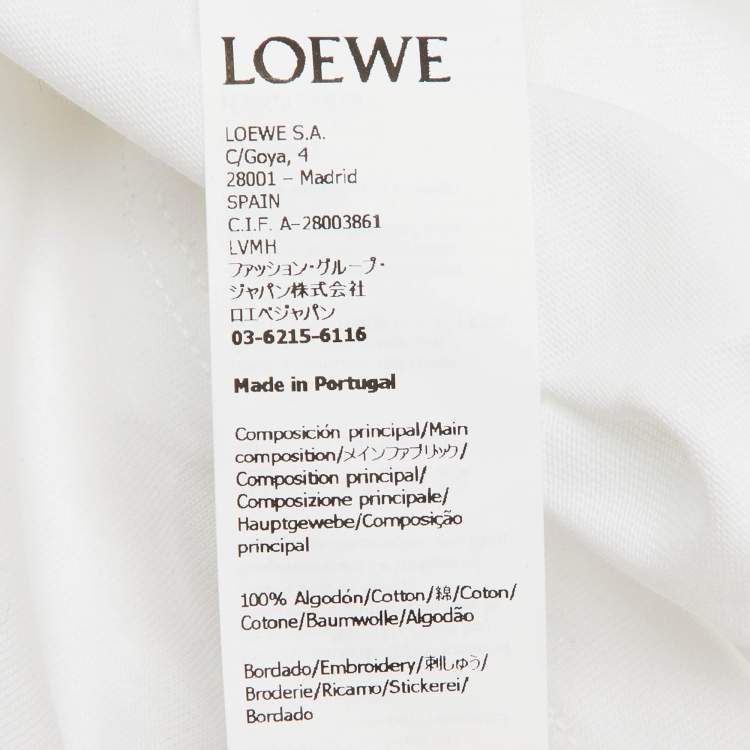 LOEWE
LOEWE S.A.
C/Goya, 4
28001 – Madrid
SPAIN
C.I.F. A-28003861
LVMH
ファッション・グループ・
ジャパン株式会社
ロエベジャパン
03-6215-6116
Made in Portugal
Composición principal/Main
composition/メインファブリック/
Composition principal/
Composizione principale/
Hauptgewebe/Composição
principal
100% Algodón/Cotton/綿/Coton/
Cotone/Baumwolle/Algodão
Bordado/Embroidery/刺しゅう/
Broderie/Ricamo/Stickerei/
Bordado